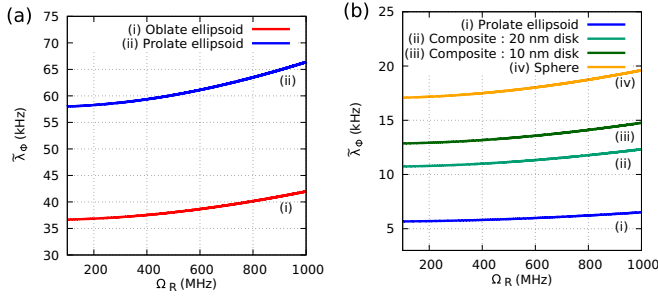 (a)
(i) Oblate ellipsoid
(ii) Prolate ellipsoid
75
70
65
60
55
50
45
40
35
30
(ii)
(i)
λ̃Φ (kHz)
200 400 600 800 1000
ΩR (MHz)
(b)
(i) Prolate ellipsoid
(ii) Composite : 20 nm disk
(iii) Composite : 10 nm disk
(iv) Sphere
25
20
15
10
5
(iv)
(iii)
(ii)
(i)
λ̃Φ (kHz)
200 400 600 800 1000
ΩR (MHz)